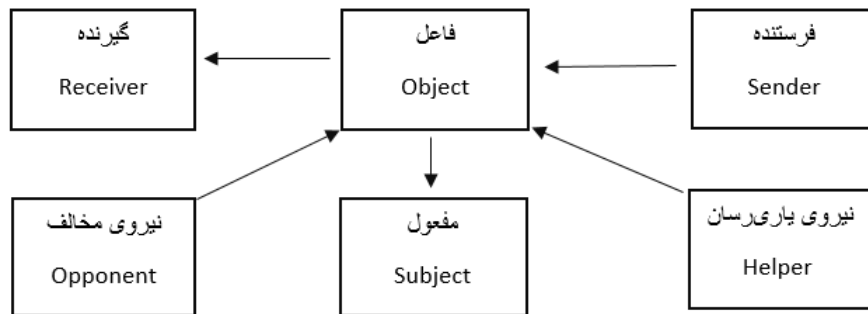 فرستنده
Sender
فاعل
Object
گیرنده
Receiver
نیروی یاری‌رسان
Helper
مفعول
Subject
نیروی مخالف
Opponent